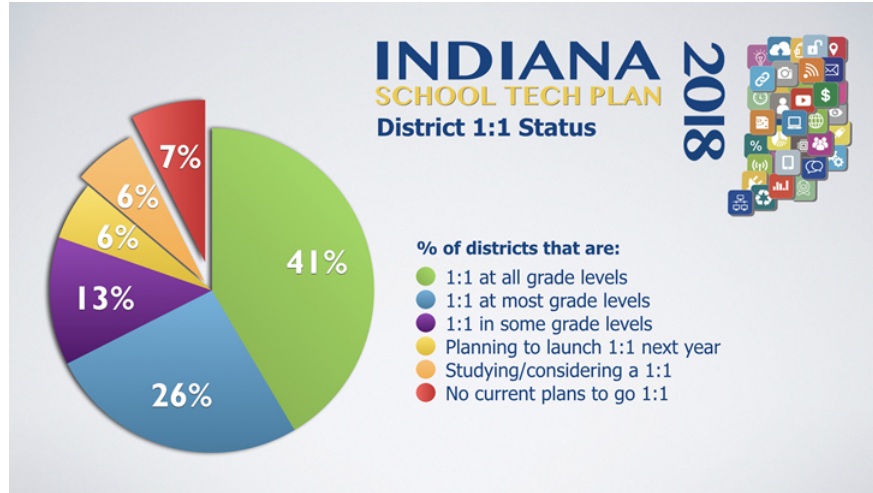 INDIANA
SCHOOL TECH PLAN
2018
District 1:1 Status
7%
6%
6%
41%
13%
26%
% of districts that are:
1:1 at all grade levels
1:1 at most grade levels
1:1 in some grade levels
Planning to launch 1:1 next year
Studying/considering a 1:1
No current plans to go 1:1
$
%